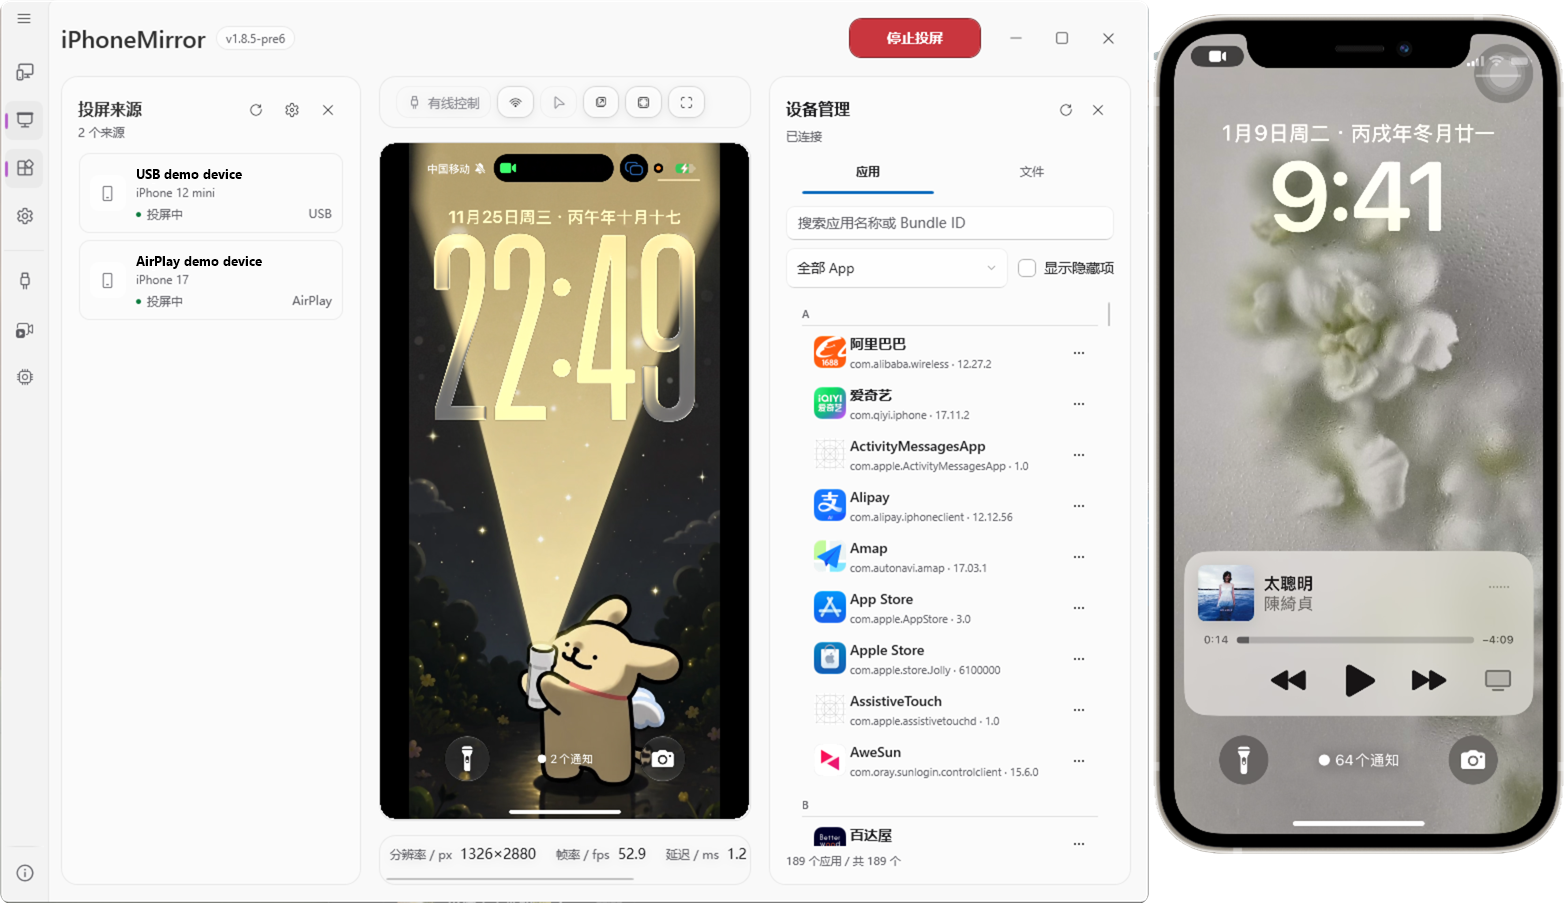 iPhoneMirror
v1.8.5-pre6
停止投屏
投屏来源
2 个来源
USB demo device
iPhone 12 mini
投屏中
USB
AirPlay demo device
iPhone 17
投屏中
AirPlay
有线控制
中国移动
11月25日周三 · 丙午年十月十七
22:49
2个通知
分辨率 / px 1326×2880 帧率 / fps 52.9 延迟 / ms 1.2
设备管理
已连接
应用
文件
搜索应用名称或 Bundle ID
全部 App
显示隐藏项
A
1688
阿里巴巴
com.alibaba.wireless · 12.27.2
iQIYI
爱奇艺
爱奇艺
com.qiyi.iphone · 17.11.2
ActivityMessagesApp
com.apple.ActivityMessagesApp · 1.0
支
Alipay
com.alipay.iphoneclient · 12.12.56
Amap
com.autonavi.amap · 17.03.1
App Store
com.apple.AppStore · 3.0
Apple Store
com.apple.store.Jolly · 6100000
AssistiveTouch
com.apple.assistivetouchd · 1.0
AweSun
com.oray.sunlogin.controlclient · 15.6.0
B
Better
wood
百达屋
189 个应用 / 共 189 个
1月9日周二 · 丙戌年冬月廿一
9:41
太聰明
陳綺貞
0:14
−4:09
64个通知